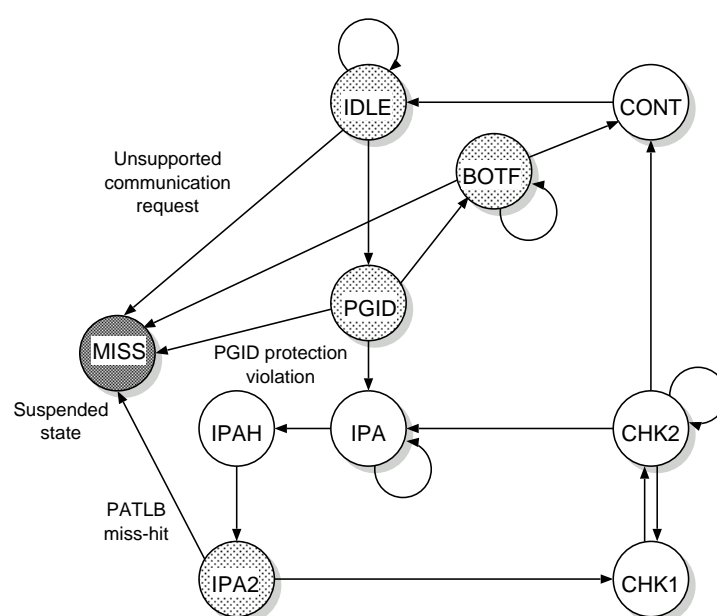 IDLE
CONT
Unsupported
communication
request
BOTF
PGID
MISS
PGID protection
violation
Suspended
state
IPAH
IPA
CHK2
PATLB
miss-hit
IPA2
CHK1